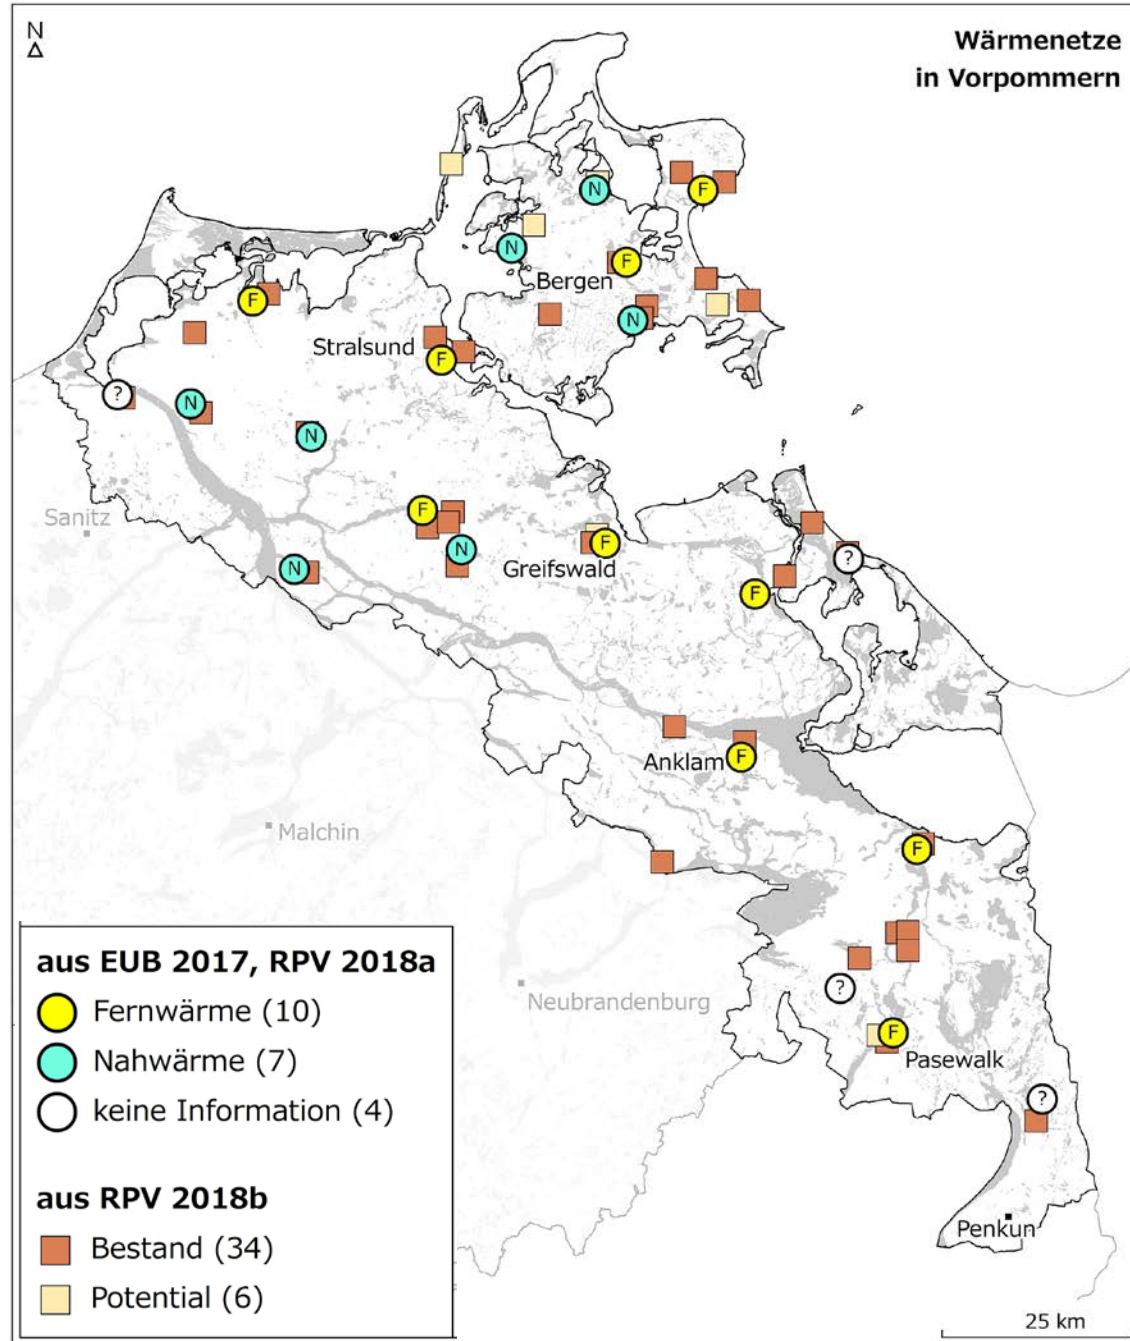 N
Wärmenetze
in Vorpommern
F
N
N
F
Bergen
F
N
Stralsund
F
?
N
N
Sanitz
F
N
Greifswald
F
?
N
F
Anklam
F
Malchin
F
Neubrandenburg
?
F
Pasewalk
?
Penkun
aus EUB 2017, RPV 2018a
F Fernwärme (10)
N Nahwärme (7)
keine Information (4)
aus RPV 2018b
Bestand (34)
Potential (6)
25 km